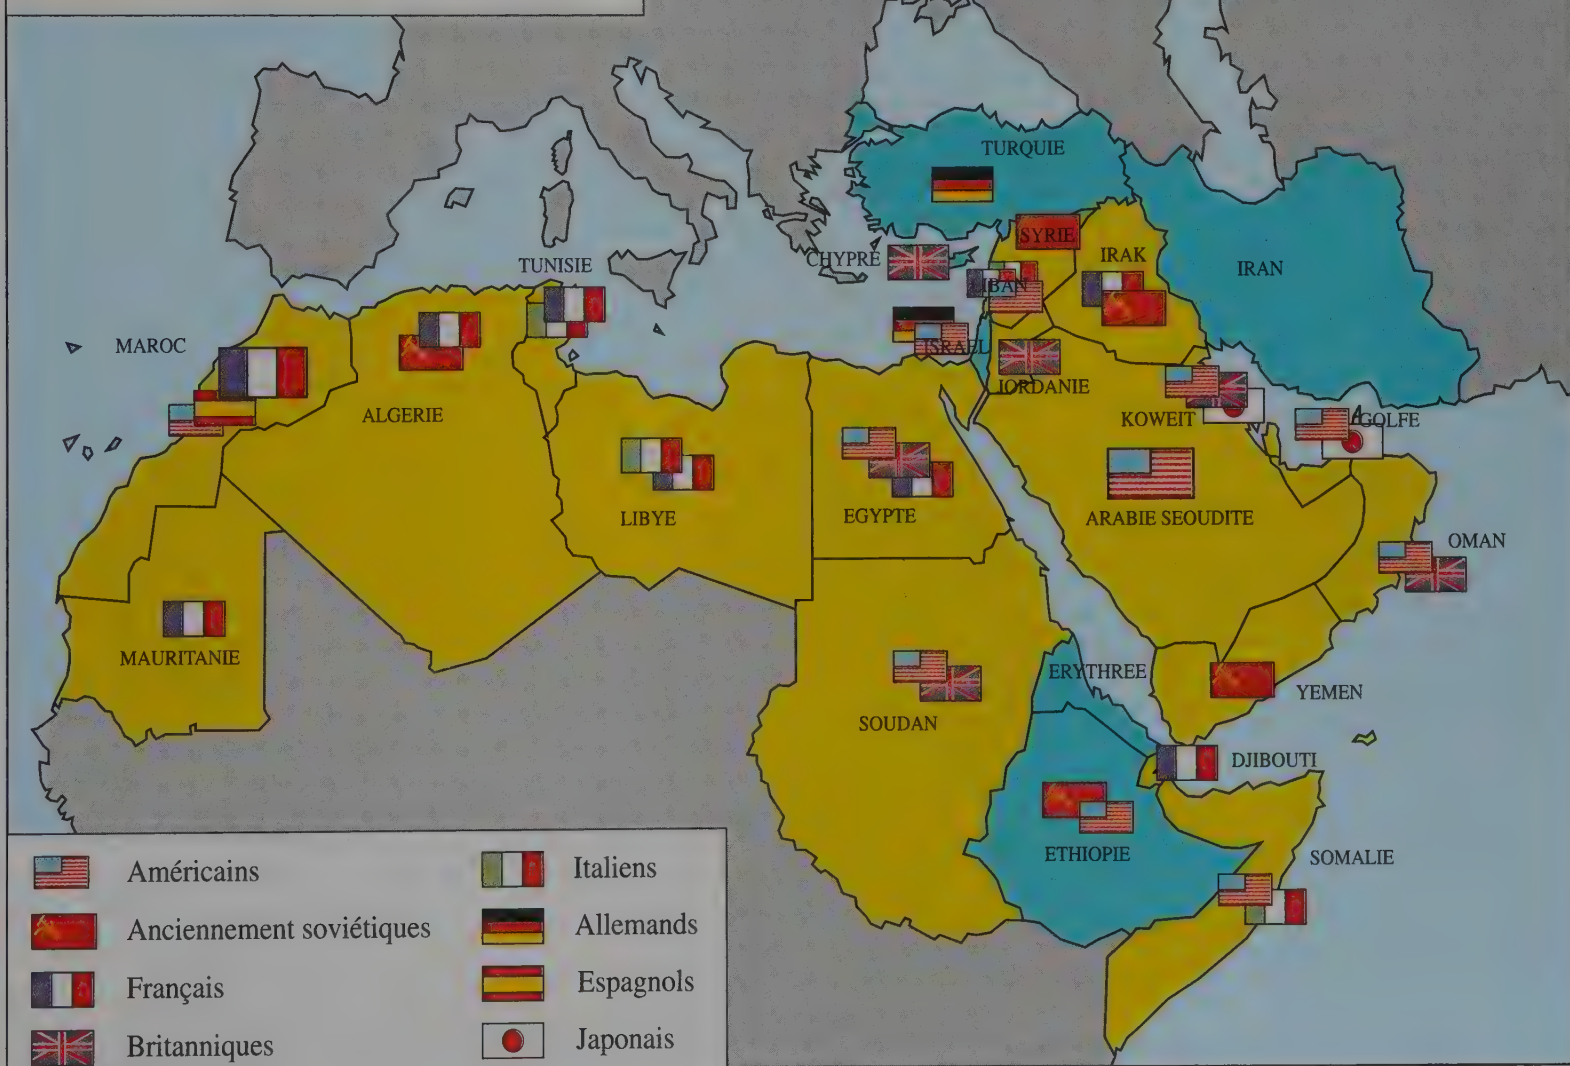 TURQUIE
SYRIE
CHYPRE
IRAK
IRAN
TUNISIE
LIBAN
MAROC
ISRAEL
JORDANIE
ALGERIE
KOWEIT
GOLFE
LIBYE
EGYPTE
ARABIE SEOUDITE
OMAN
MAURITANIE
ERYTHREE
YEMEN
SOUDAN
DJIBOUTI
ETHIOPIE
SOMALIE
Américains
Anciennement soviétiques
Français
Britanniques
Italiens
Allemands
Espagnols
Japonais